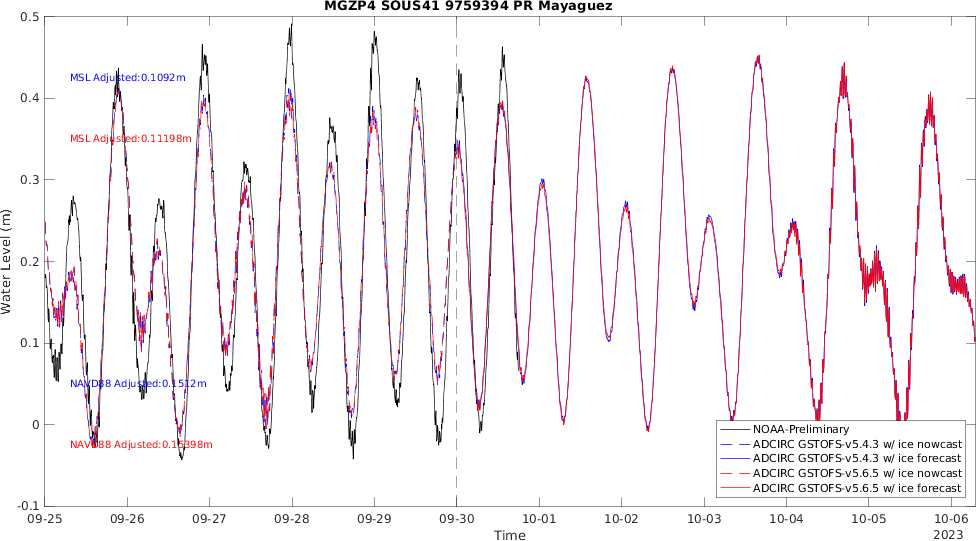 MGZP4 SOUS41 9759394 PR Mayaguez
0.5
0.4
0.3
0.2
0.1
0
-0.1
Water Level (m)
MSL Adjusted:0.1092m
MSL Adjusted:0.11198m
NAVD88 Adjusted:0.1512m
NAVD88 Adjusted:0.15398m
NOAA-Preliminary
ADCIRC GSTOFS-v5.4.3 w/ ice nowcast
ADCIRC GSTOFS-v5.4.3 w/ ice forecast
ADCIRC GSTOFS-v5.6.5 w/ ice nowcast
ADCIRC GSTOFS-v5.6.5 w/ ice forecast
09-25 09-26 09-27 09-28 09-29 09-30 10-01 10-02 10-03 10-04 10-05 10-06
Time
2023